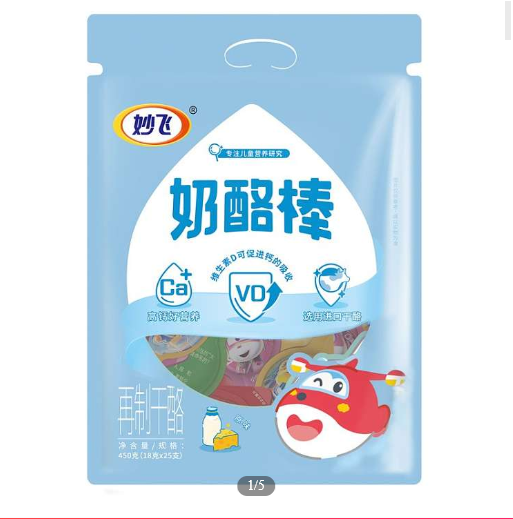 妙飞®
专注儿童营养研究
奶酪棒
维生素D可促进钙的吸收
Ca+
VD
高钙好营养
选用进口干酪
再制干酪
原味
净含量/规格:
450克(18克x25支)
1/5